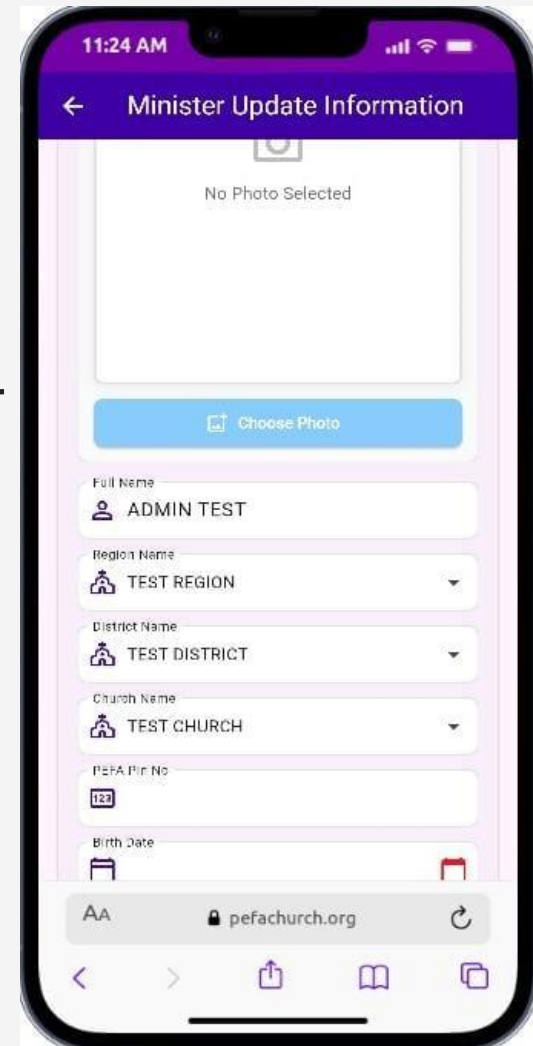 11:24 AM
Minister Update Information
No Photo Selected
Choose Photo
Full Name
ADMIN TEST
Region Name
TEST REGION
District Name
TEST DISTRICT
Church Name
TEST CHURCH
PEFA Pin No
123
Birth Date
AA
pefachurch.org